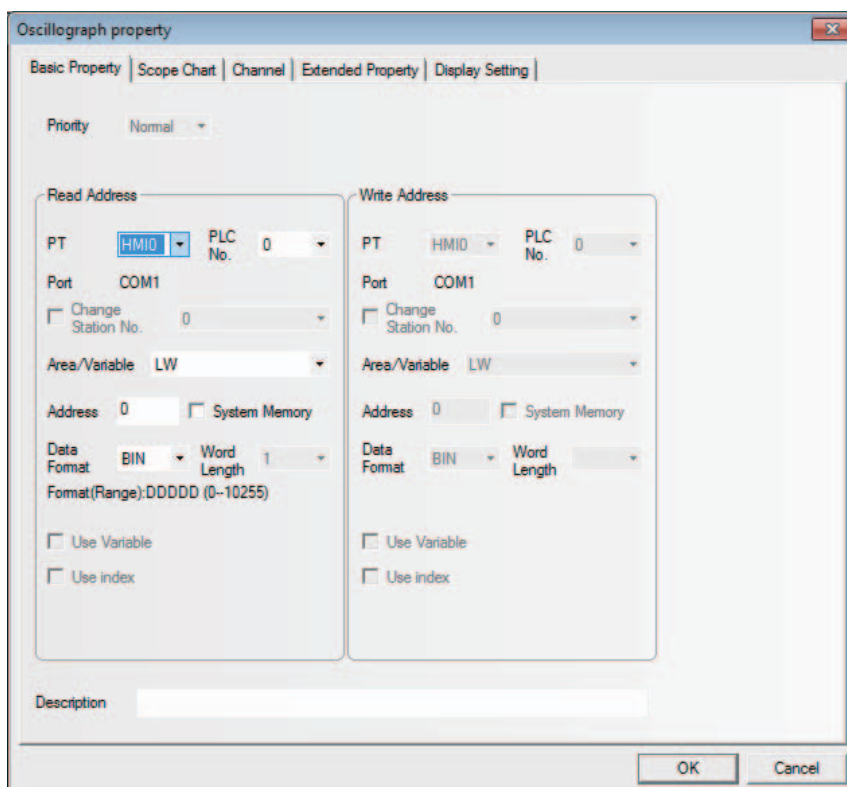 Oscillograph property
Basic Property Scope Chart Channel Extended Property Display Setting
Priority Normal
Read Address
PT HMI0 PLC No. 0
Port COM1
Change Station No. 0
Area/Variable LW
Address 0 System Memory
Data Format BIN Word Length 1
Format(Range):DDDDD (0--10255)
Use Variable
Use index
Write Address
PT HMI0 PLC No. 0
Port COM1
Change Station No. 0
Area/Variable LW
Address 0 System Memory
Data Format BIN Word Length
Use Variable
Use index
Description
OK Cancel